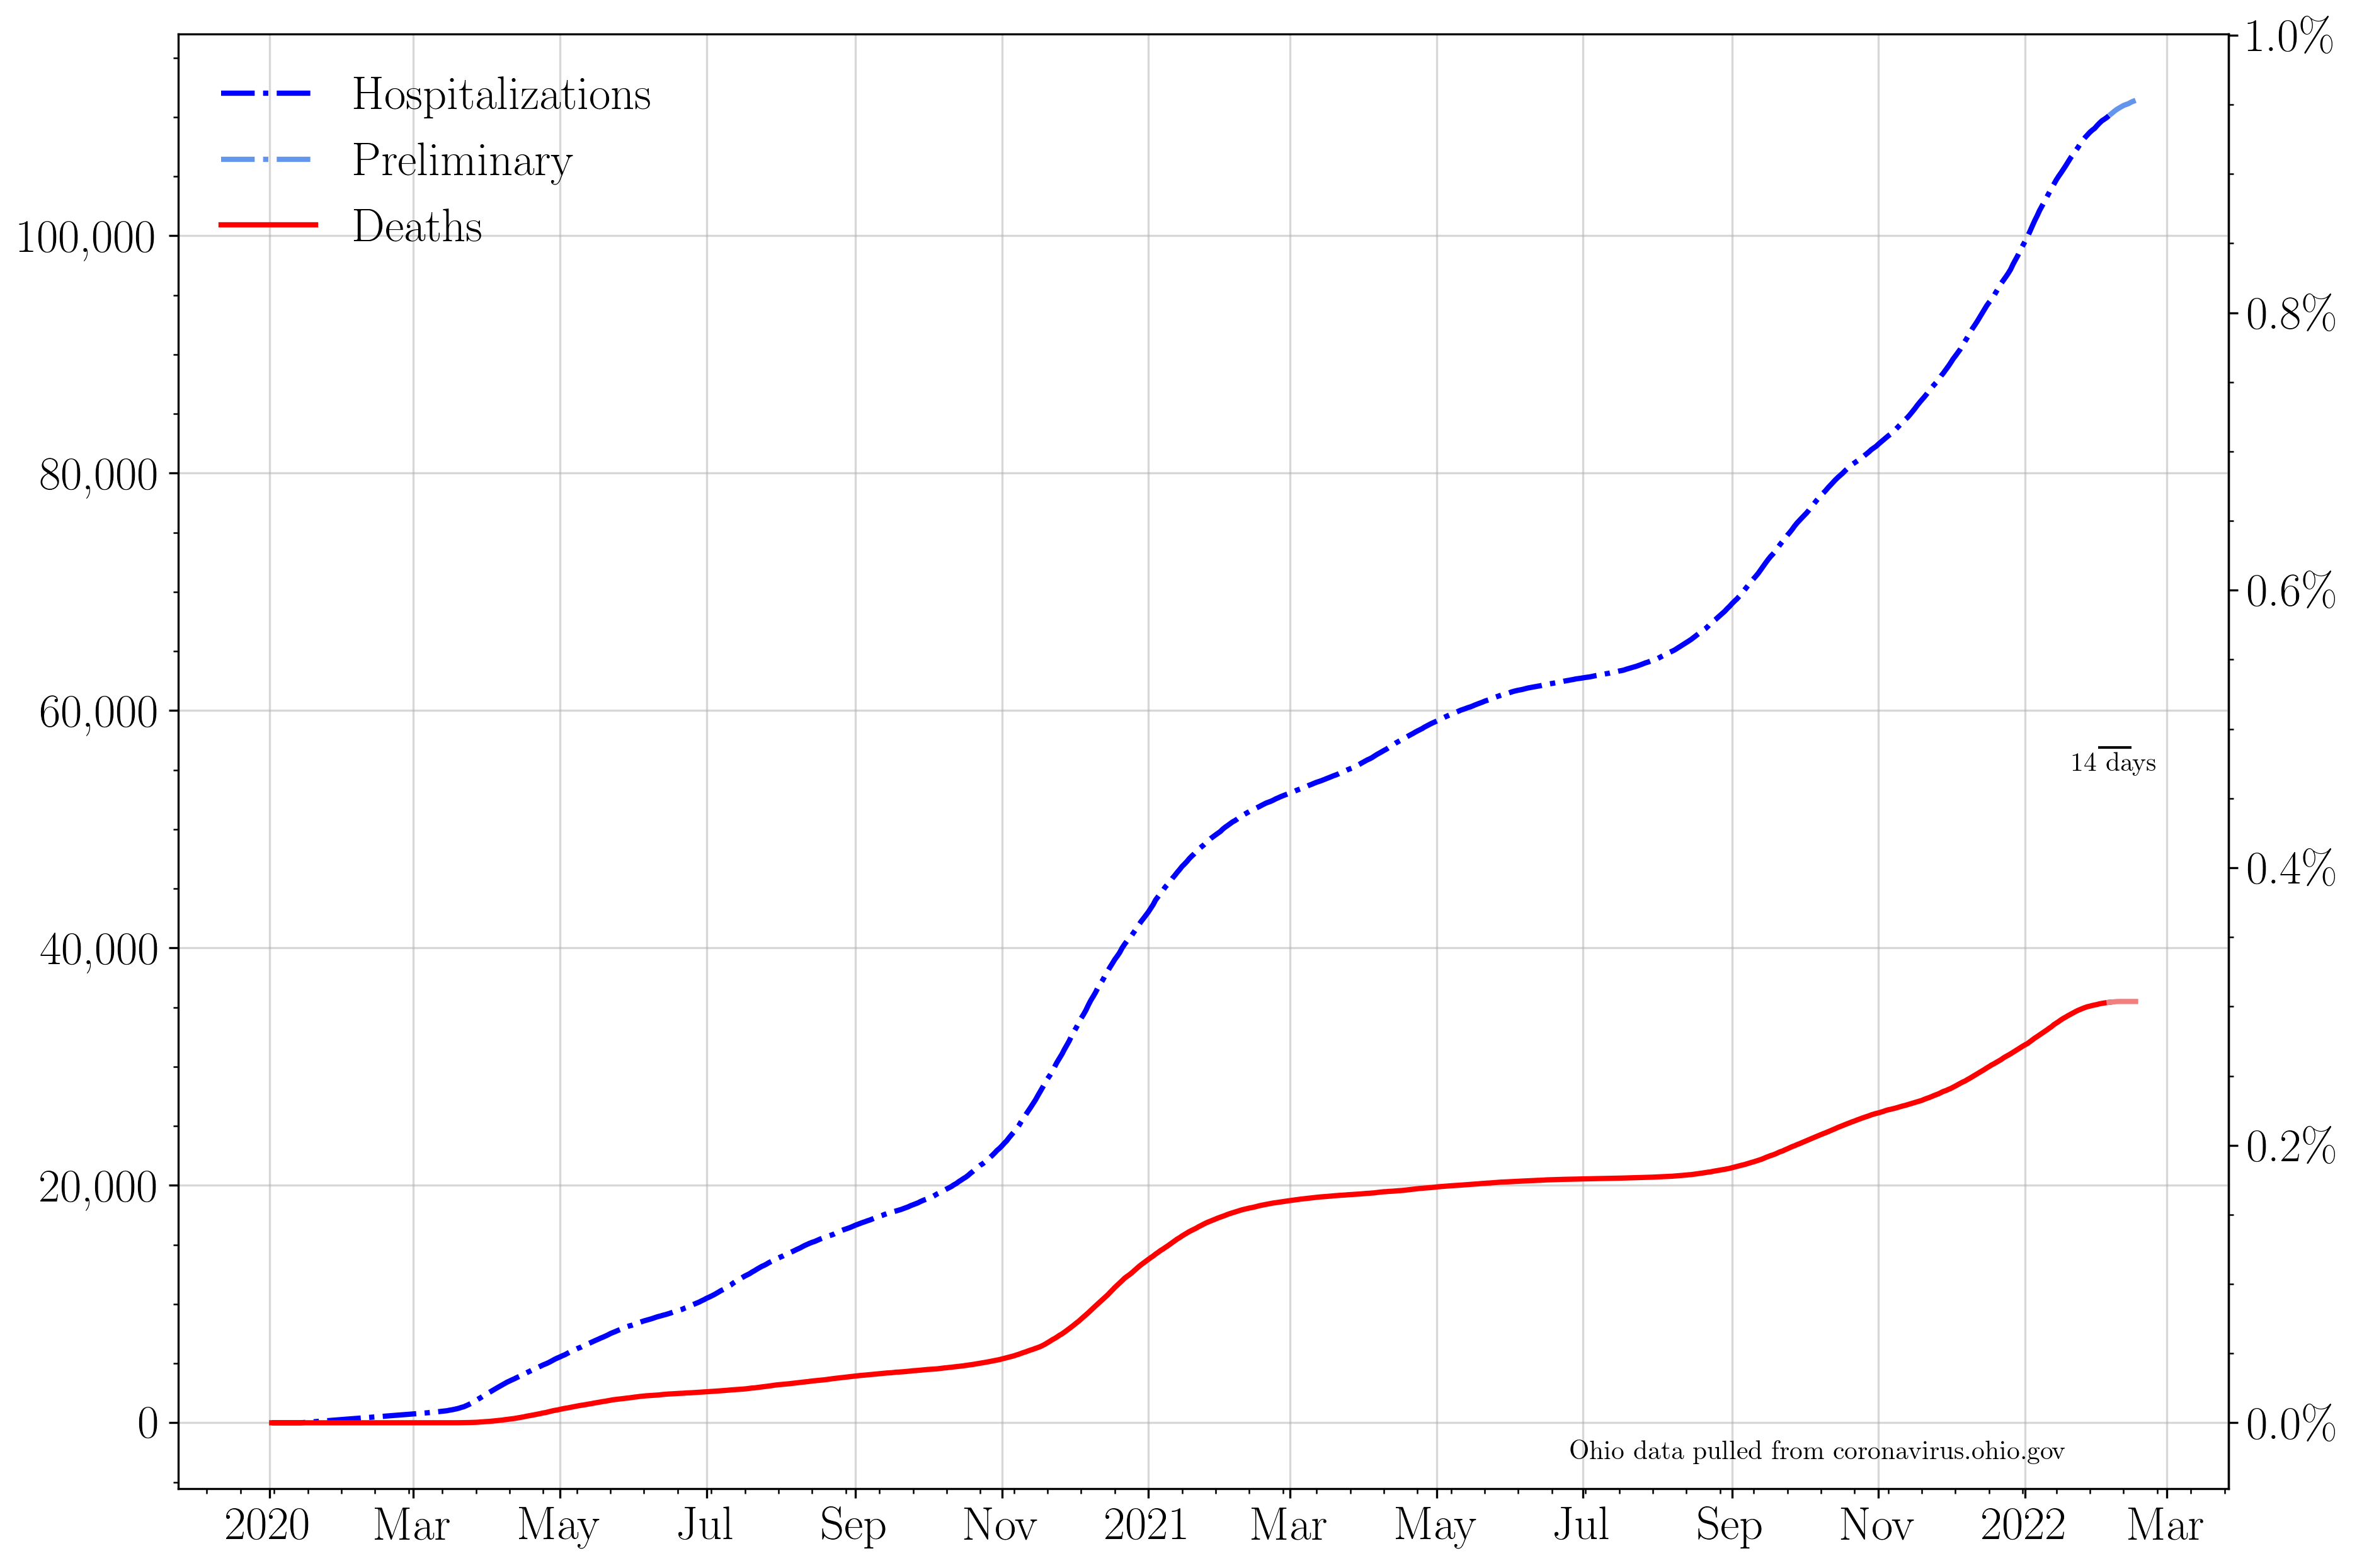 Hospitalizations
Preliminary
Deaths
100,000
80,000
60,000
40,000
20,000
0
1.0%
0.8%
0.6%
0.4%
0.2%
0.0%
14 days
Ohio data pulled from coronavirus.ohio.gov
2020 Mar May Jul Sep Nov 2021 Mar May Jul Sep Nov 2022 Mar